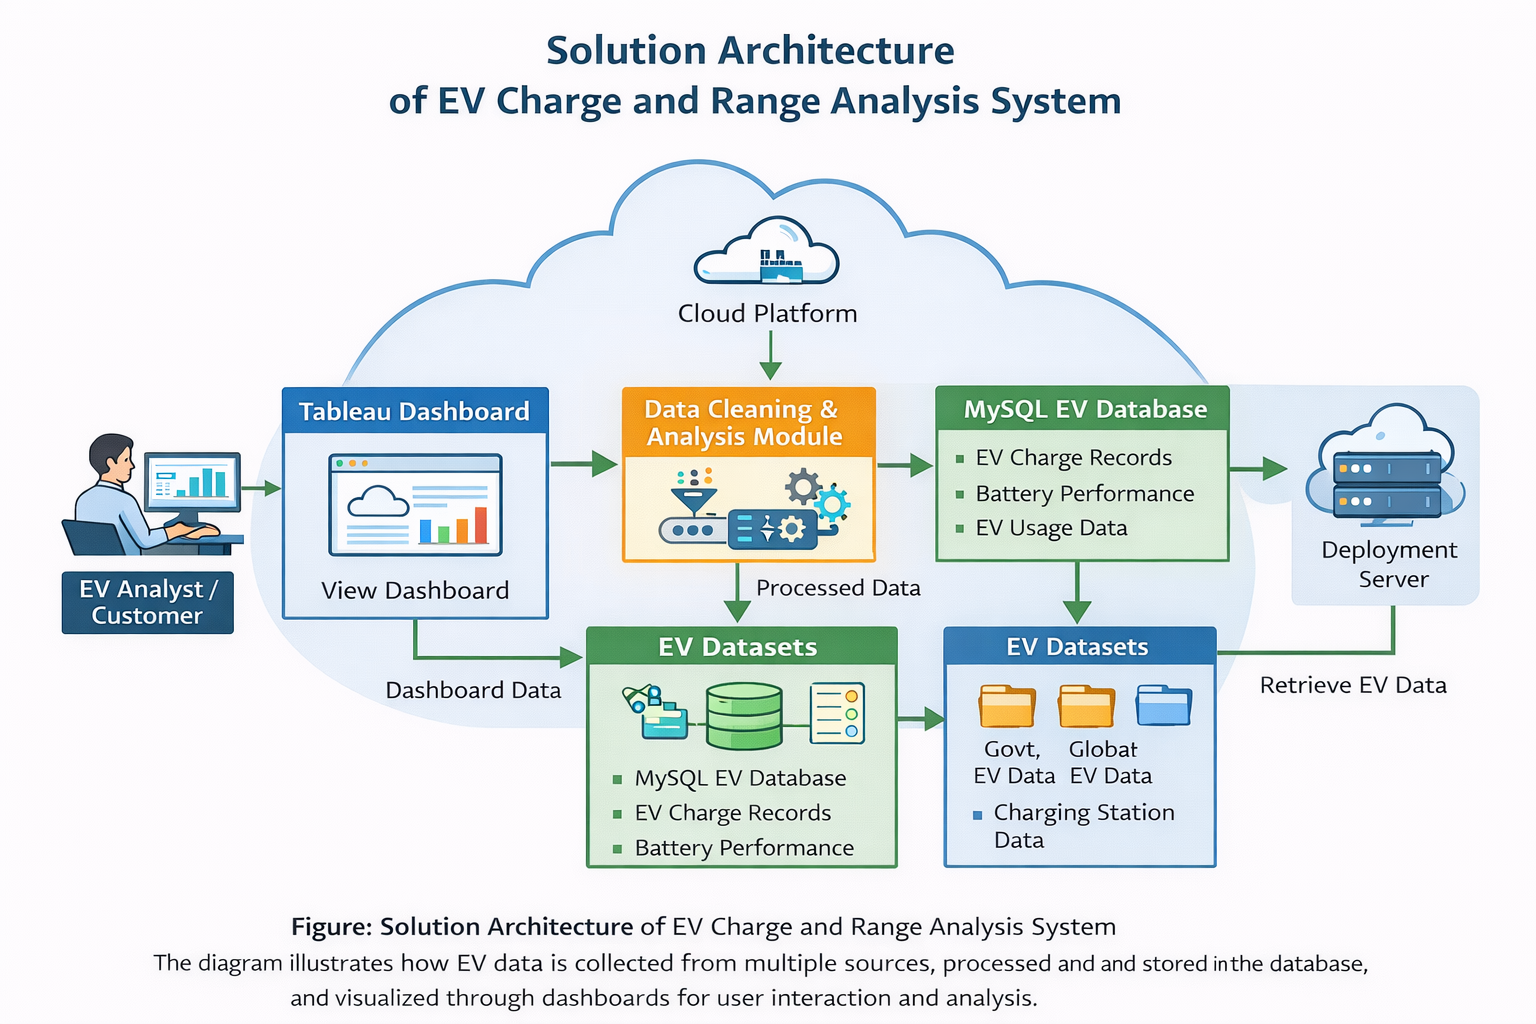 Solution Architecture
of EV Charge and Range Analysis System
Cloud Platform
Tableau Dashboard
View Dashboard
EV Analyst /
Customer
Data Cleaning &
Analysis Module
Processed Data
MySQL EV Database
EV Charge Records
Battery Performance
EV Usage Data
Deployment
Server
Dashboard Data
EV Datasets
MySQL EV Database
EV Charge Records
Battery Performance
EV Datasets
Govt,
EV Data
Global
EV Data
Charging Station
Data
Retrieve EV Data
Figure: Solution Architecture of EV Charge and Range Analysis System
The diagram illustrates how EV data is collected from multiple sources, processed and and stored in the database,
and visualized through dashboards for user interaction and analysis.